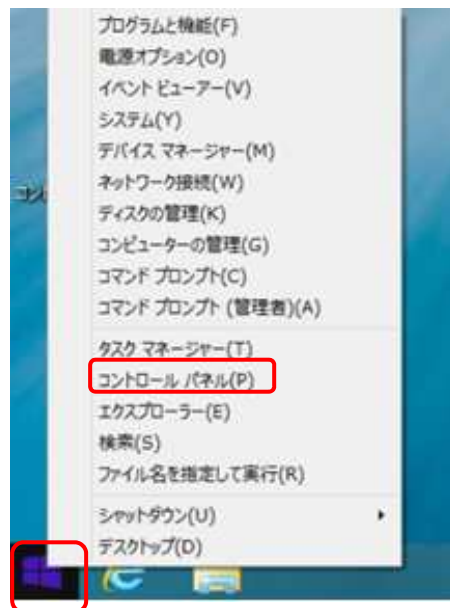 プログラムと機能(F)
電源オプション(O)
イベント ビューアー(V)
システム(Y)
デバイス マネージャー(M)
ネットワーク接続(W)
ディスクの管理(K)
コンピューターの管理(G)
コマンド プロンプト(C)
コマンド プロンプト (管理者)(A)
タスク マネージャー(T)
コントロール パネル(P)
エクスプローラー(E)
検索(S)
ファイル名を指定して実行(R)
シャットダウン(U)
デスクトップ(D)